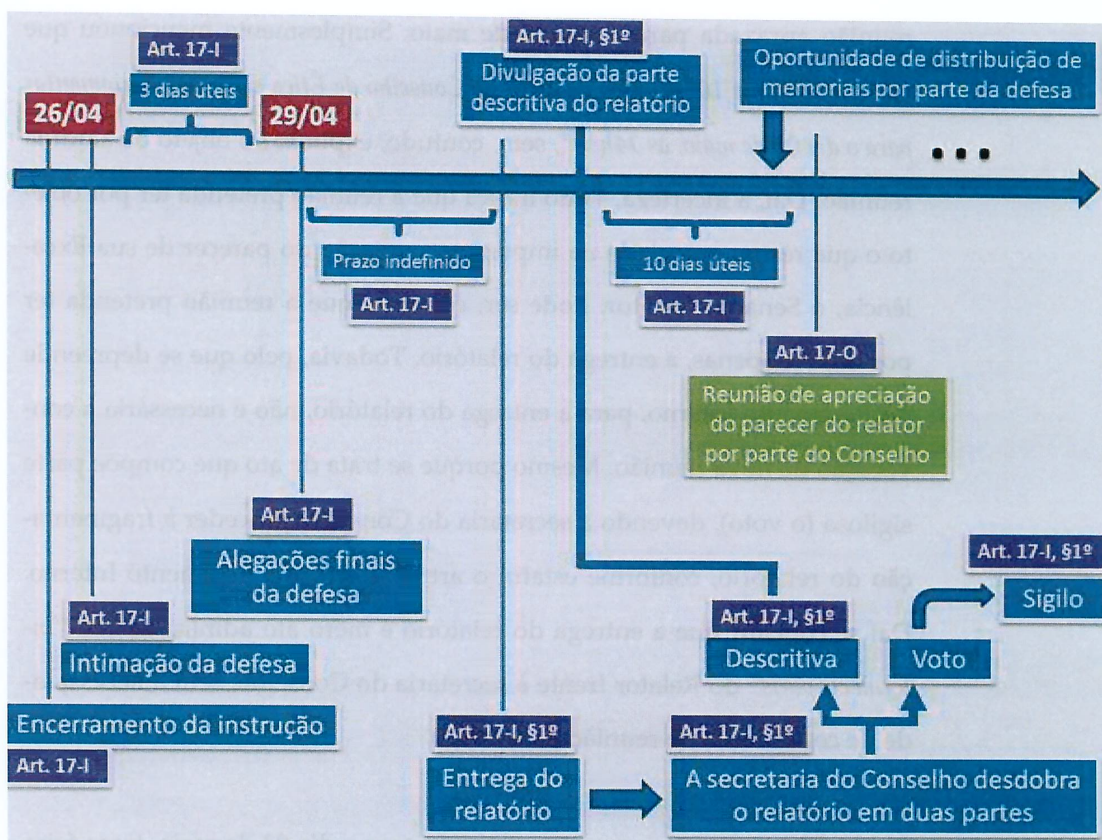 Art. 17-I
3 dias úteis
26/04
29/04
Art. 17-I, §1º
Divulgação da parte
descritiva do relatório
Oportunidade de distribuição de
memoriais por parte da defesa
...
Prazo indefinido
Art. 17-I
10 dias úteis
Art. 17-I
Art. 17-O
Reunião de apreciação
do parecer do relator
por parte do Conselho
Art. 17-I
Alegações finais
da defesa
Art. 17-I
Intimação da defesa
Encerramento da instrução
Art. 17-I
Art. 17-I, §1º
Entrega do
relatório
Art. 17-I, §1º
A secretaria do Conselho desdobra
o relatório em duas partes
Art. 17-I, §1º
Descritiva
Voto
Art. 17-I, §1º
Sigilo